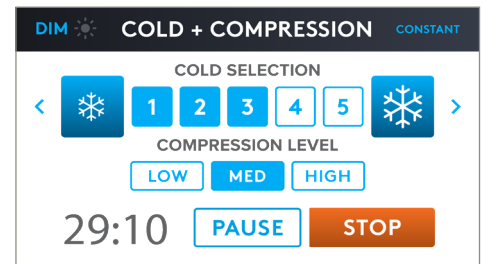 DIM COLD + COMPRESSION CONSTANT
COLD SELECTION
1 2 3 4 5
COMPRESSION LEVEL
LOW MED HIGH
29:10 PAUSE STOP